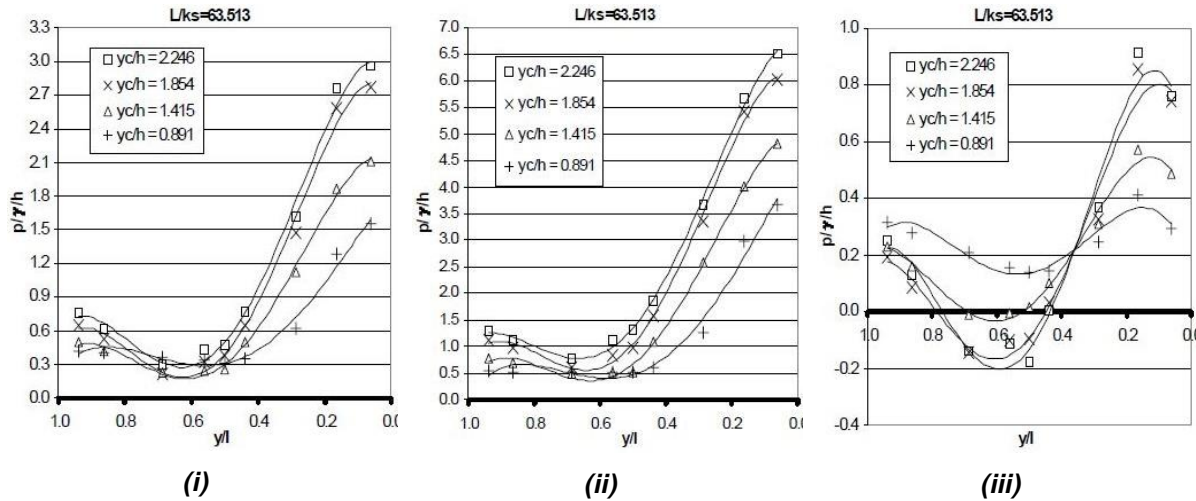 L/ks=63.513
3.3
3.0
2.7
2.4
2.1
1.8
1.5
1.2
0.9
0.6
0.3
0.0
p/γ/h
yc/h = 2.246
yc/h = 1.854
yc/h = 1.415
yc/h = 0.891
1.0 0.8 0.6 0.4 0.2 0.0
y/l
(i)
L/ks=63.513
7.0
6.5
6.0
5.5
5.0
4.5
4.0
3.5
3.0
2.5
2.0
1.5
1.0
0.5
0.0
p/γ/h
yc/h = 2.246
yc/h = 1.854
yc/h = 1.415
yc/h = 0.891
1.0 0.8 0.6 0.4 0.2 0.0
y/l
(ii)
L/ks=63.513
1.0
0.8
0.6
0.4
0.2
0.0
-0.2
-0.4
p/γ/h
yc/h = 2.246
yc/h = 1.854
yc/h = 1.415
yc/h = 0.891
1.0 0.8 0.6 0.4 0.2 0.0
y/l
(iii)